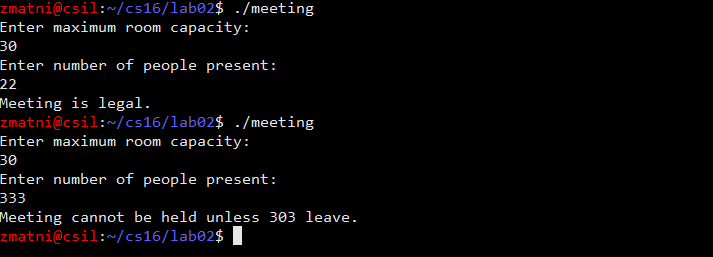 zmatni@csil:~/cs16/lab02$ ./meeting
Enter maximum room capacity:
30
Enter number of people present:
22
Meeting is legal.
zmatni@csil:~/cs16/lab02$ ./meeting
Enter maximum room capacity:
30
Enter number of people present:
333
Meeting cannot be held unless 303 leave.
zmatni@csil:~/cs16/lab02$